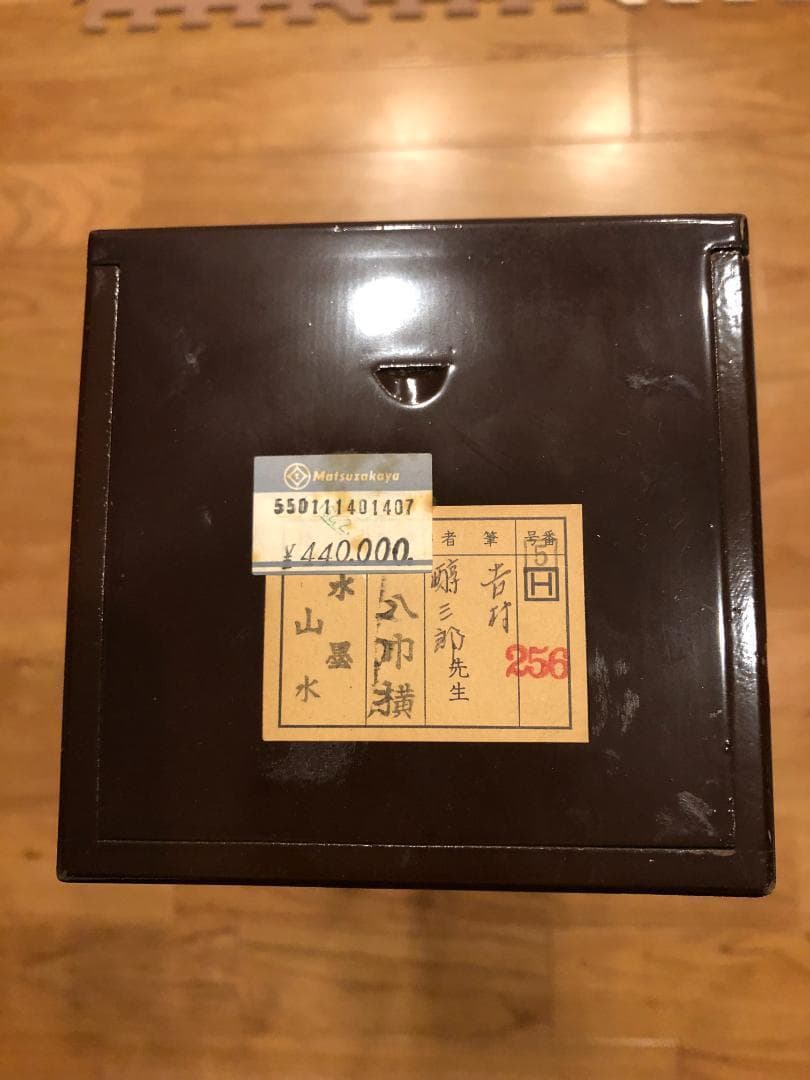 Matsuzakaya
550111401407
¥440,000.
号番
5
H
256
者筆
吉村
醇三郎先生
八巾横
水墨
山水